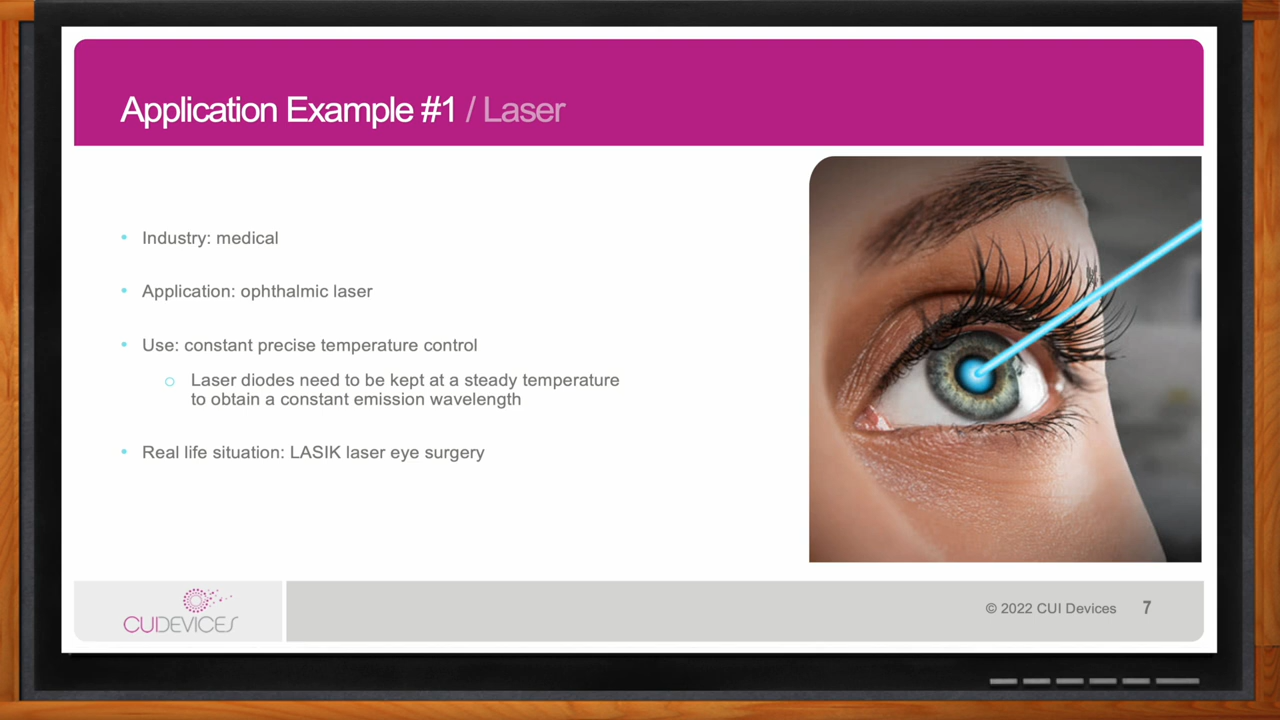 Application Example #1 / Laser
• Industry: medical
• Application: ophthalmic laser
• Use: constant precise temperature control
o Laser diodes need to be kept at a steady temperature
to obtain a constant emission wavelength
• Real life situation: LASIK laser eye surgery
CUIDEVICES
© 2022 CUI Devices 7